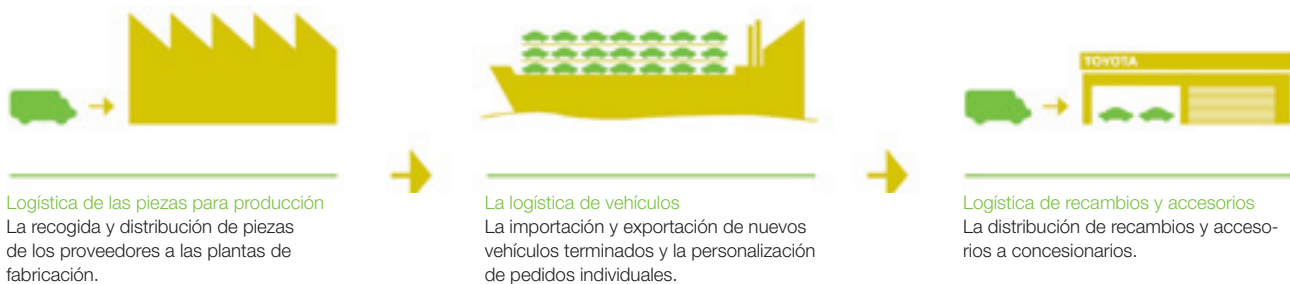 TOYOTA
Logística de las piezas para producción
La recogida y distribución de piezas
de los proveedores a las plantas de
fabricación.
La logística de vehículos
La importación y exportación de nuevos
vehículos terminados y la personalización
de pedidos individuales.
Logística de recambios y accesorios
La distribución de recambios y acceso-
rios a concesionarios.